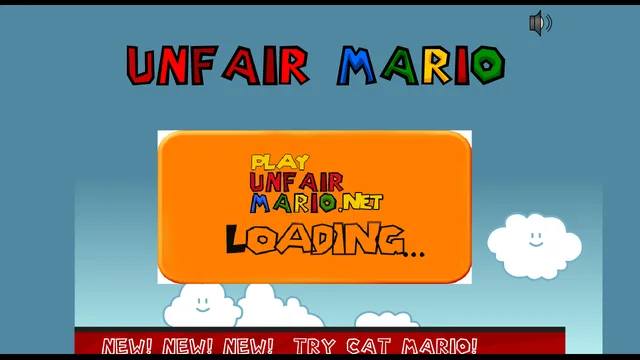 UNFAIR MARIO
PLAY
UNFAIR
MARIO.NET
LOADING...
NEW! NEW! NEW! TRY CAT MARIO!